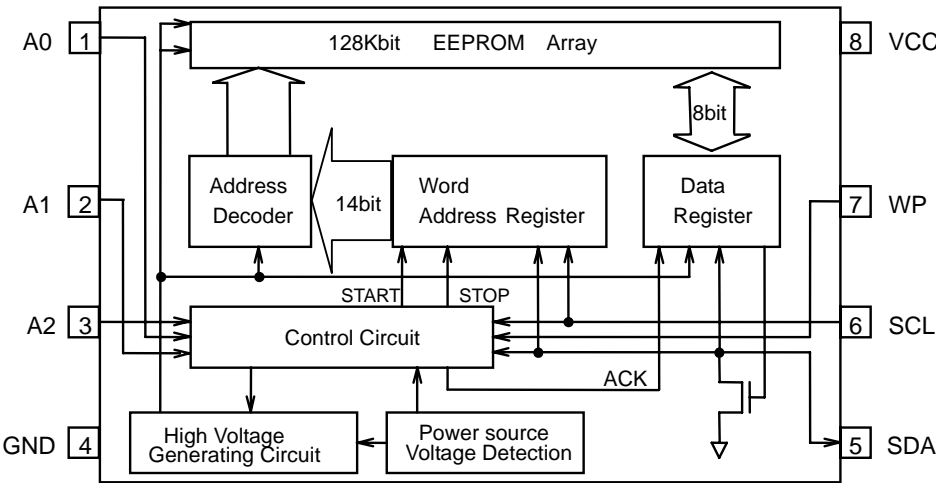 128Kbit EEPROM Array
A0 1
8 VCC
8bit
Address
Decoder
14bit
Word
Address Register
Data
Register
A1 2
7 WP
START STOP
A2 3
Control Circuit
6 SCL
ACK
GND 4
High Voltage
Generating Circuit
Power source
Voltage Detection
5 SDA